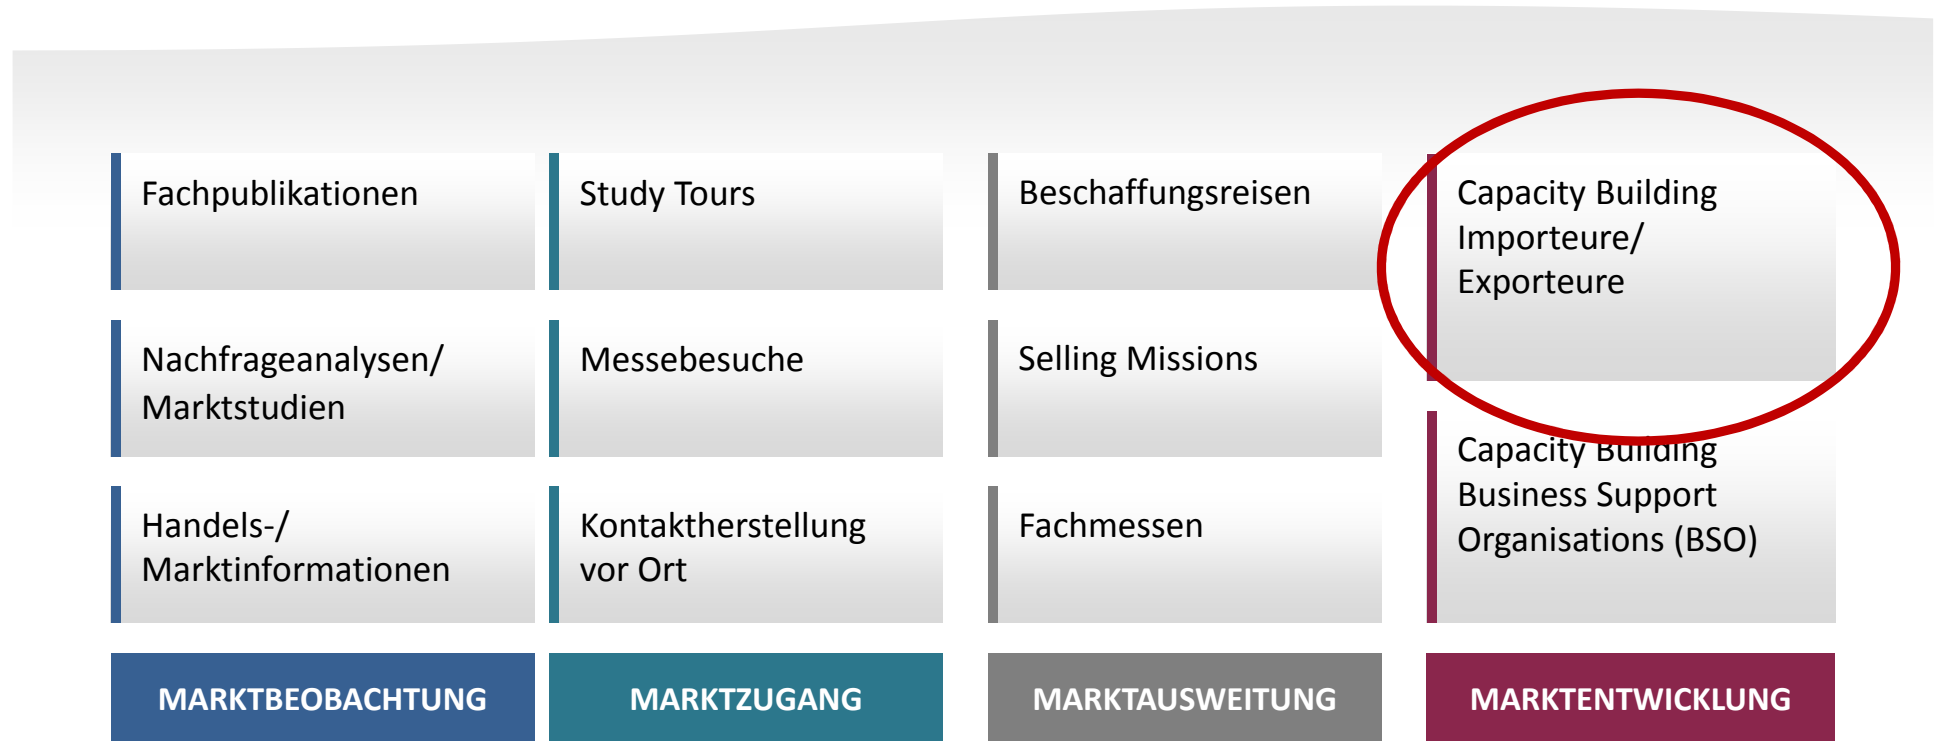 Fachpublikationen
Nachfrageanalysen/
Marktstudien
Handels-/
Marktinformationen
MARKTBEOBACHTUNG
Study Tours
Messebesuche
Kontaktherstellung
vor Ort
MARKTZUGANG
Beschaffungsreisen
Selling Missions
Fachmessen
MARKTAUSWEITUNG
Capacity Building
Importeure/
Exporteure
Capacity Building
Business Support
Organisations (BSO)
MARKTENTWICKLUNG